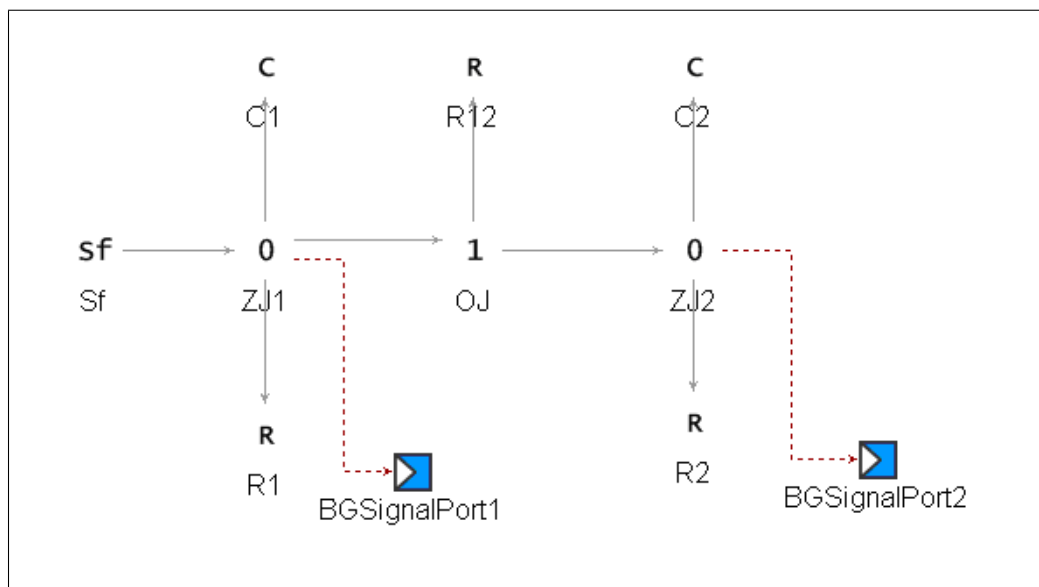 C R C
C1 R12 C2
Sf 0 1 0
Sf ZJ1 OJ ZJ2
R R
R1 R2
BGSignalPort1 BGSignalPort2